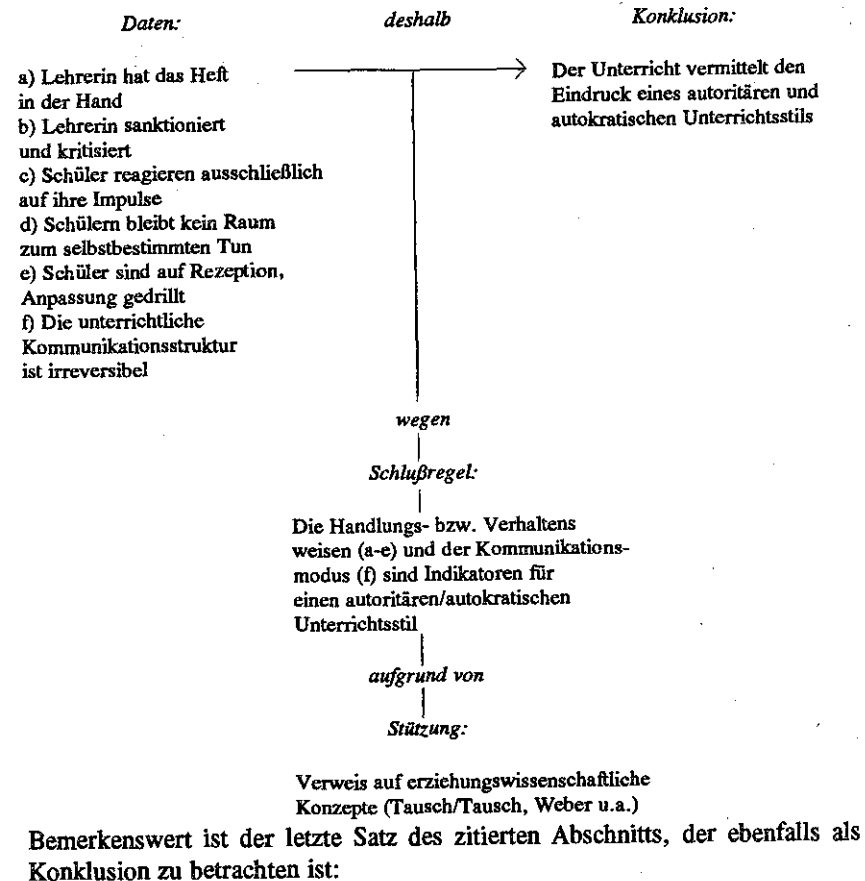 Daten:
deshalb
Konklusion:
a) Lehrerin hat das Heft
in der Hand
b) Lehrerin sanktioniert
und kritisiert
c) Schüler reagieren ausschließlich
auf ihre Impulse
d) Schülern bleibt kein Raum
zum selbstbestimmten Tun
e) Schüler sind auf Rezeption,
Anpassung gedrillt
f) Die unterrichtliche
Kommunikationsstruktur
ist irreversibel
Der Unterricht vermittelt den
Eindruck eines autoritären und
autokratischen Unterrichtsstils
wegen
Schlußregel:
Die Handlungs- bzw. Verhaltens
weisen (a-e) und der Kommunikations-
modus (f) sind Indikatoren für
einen autoritären/autokratischen
Unterrichtsstil
aufgrund von
Stützung:
Verweis auf erziehungswissenschaftliche
Konzepte (Tausch/Tausch, Weber u.a.)
Bemerkenswert ist der letzte Satz des zitierten Abschnitts, der ebenfalls als
Konklusion zu betrachten ist: